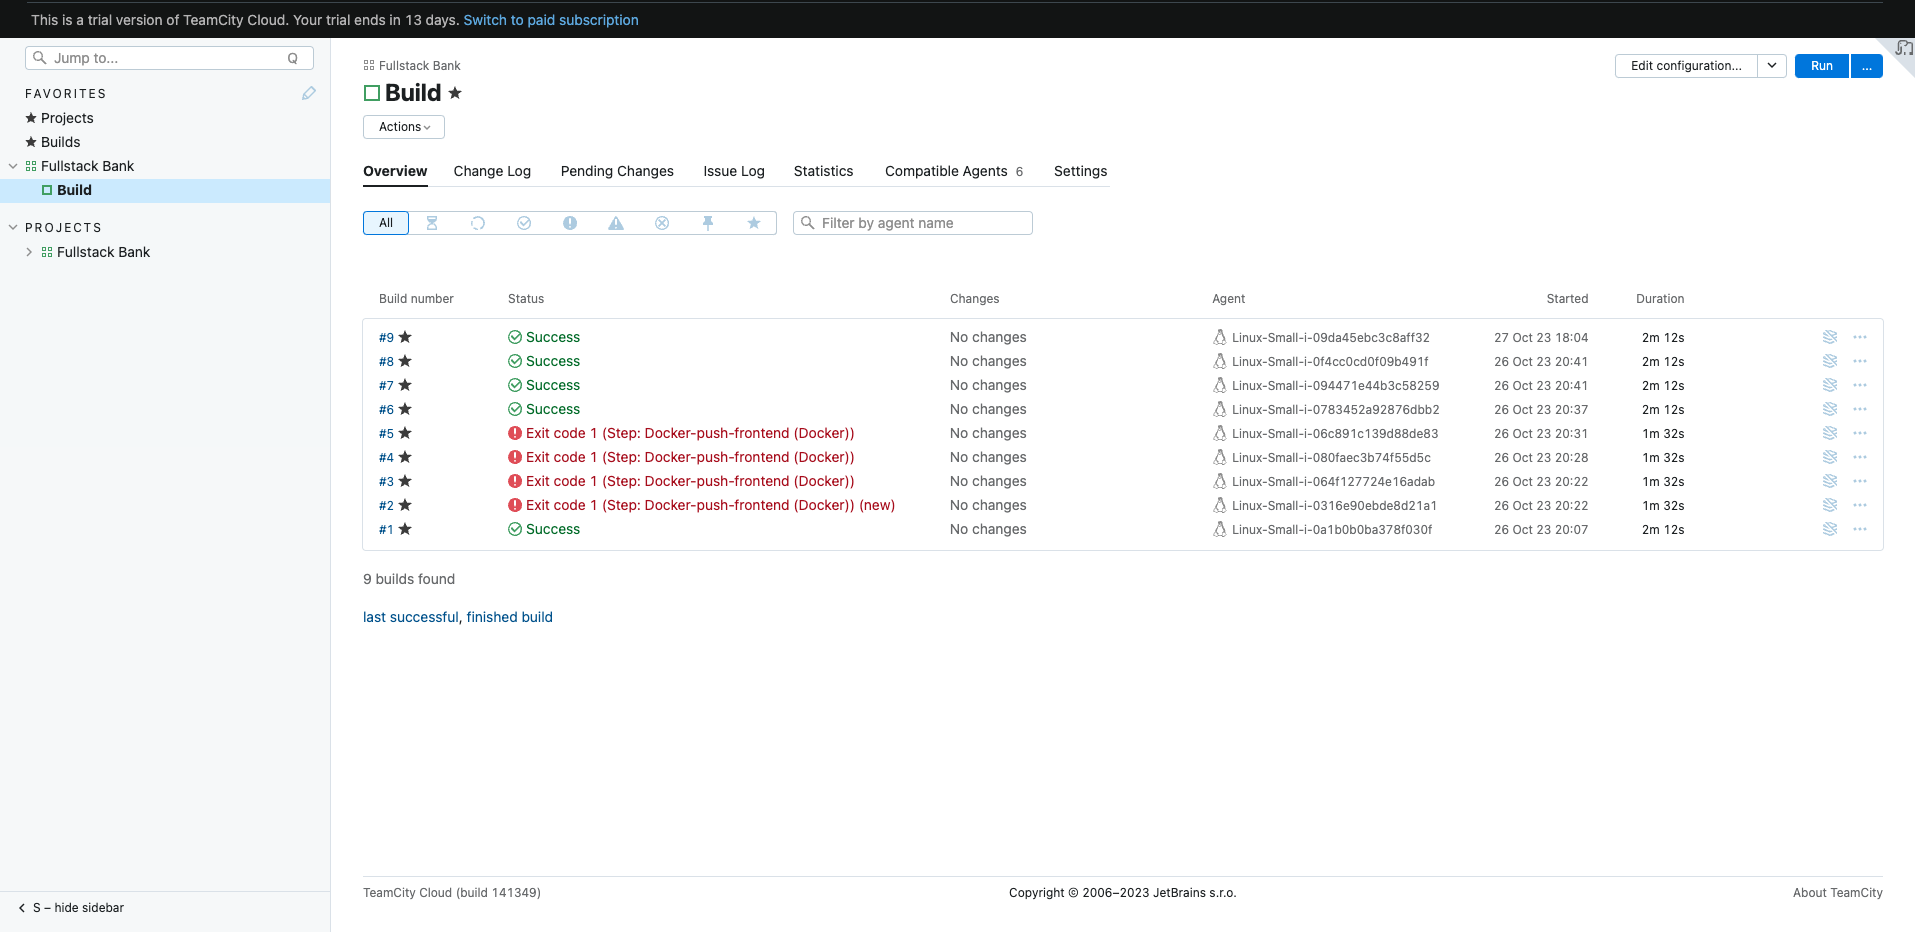 This is a trial version of TeamCity Cloud. Your trial ends in 13 days. Switch to paid subscription
Jump to... Q
FAVORITES
Projects
Builds
Fullstack Bank
Build
PROJECTS
Fullstack Bank
S – hide sidebar
Fullstack Bank
Build
Edit configuration... Run ...
Actions
Overview Change Log Pending Changes Issue Log Statistics Compatible Agents 6 Settings
All Filter by agent name
Build number Status Changes Agent Started Duration
#9 Success No changes Linux-Small-i-09da45ebc3c8aff32 27 Oct 23 18:04 2m 12s
#8 Success No changes Linux-Small-i-0f4cc0cd0f09b491f 26 Oct 23 20:41 2m 12s
#7 Success No changes Linux-Small-i-094471e44b3c58259 26 Oct 23 20:41 2m 12s
#6 Success No changes Linux-Small-i-0783452a92876dbb2 26 Oct 23 20:37 2m 12s
#5 Exit code 1 (Step: Docker-push-frontend (Docker)) No changes Linux-Small-i-06c891c139d88de83 26 Oct 23 20:31 1m 32s
#4 Exit code 1 (Step: Docker-push-frontend (Docker)) No changes Linux-Small-i-080faec3b74f55d5c 26 Oct 23 20:28 1m 32s
#3 Exit code 1 (Step: Docker-push-frontend (Docker)) No changes Linux-Small-i-064f127724e16adab 26 Oct 23 20:22 1m 32s
#2 Exit code 1 (Step: Docker-push-frontend (Docker)) (new) No changes Linux-Small-i-0316e90ebde8d21a1 26 Oct 23 20:22 1m 32s
#1 Success No changes Linux-Small-i-0a1b0b0ba378f030f 26 Oct 23 20:07 2m 12s
9 builds found
last successful, finished build
TeamCity Cloud (build 141349) Copyright © 2006–2023 JetBrains s.r.o. About TeamCity